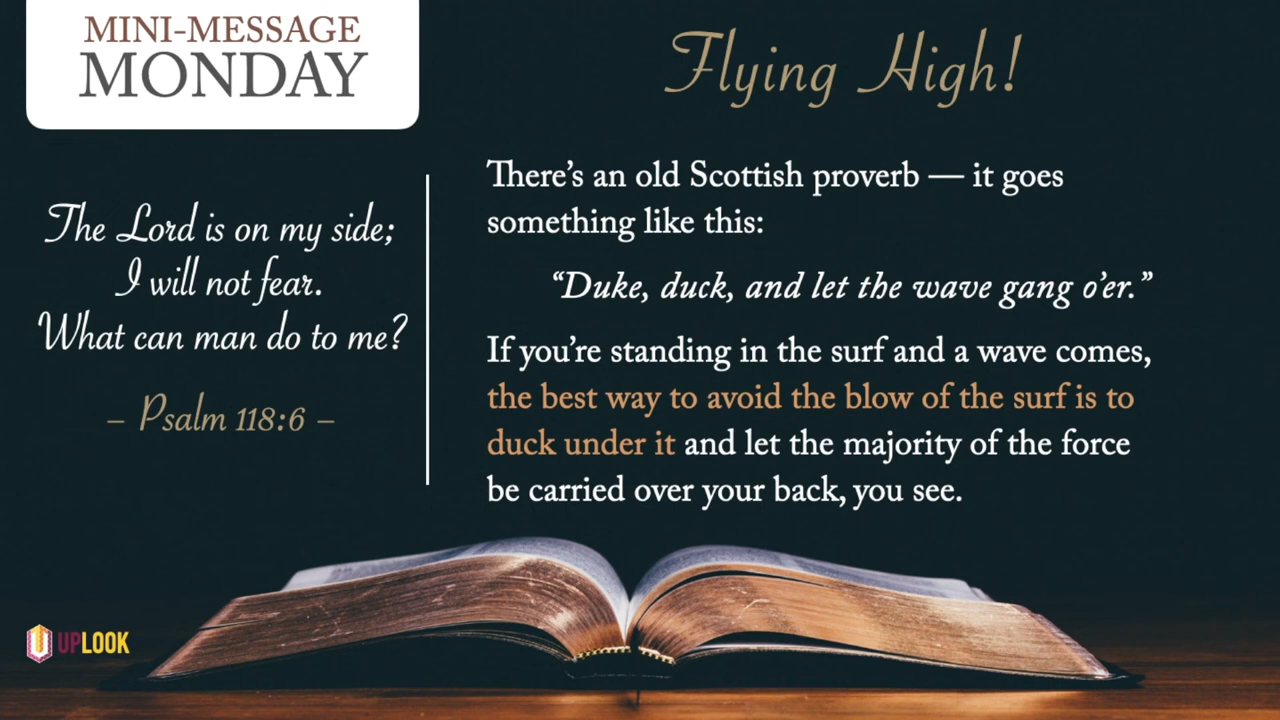 MINI-MESSAGE
MONDAY
The Lord is on my side;
I will not fear.
What can man do to me?
– Psalm 118:6 –
Flying High!
There’s an old Scottish proverb — it goes
something like this:
“Duke, duck, and let the wave gang o’er.”
If you’re standing in the surf and a wave comes,
the best way to avoid the blow of the surf is to
duck under it and let the majority of the force
be carried over your back, you see.
UPLOOK